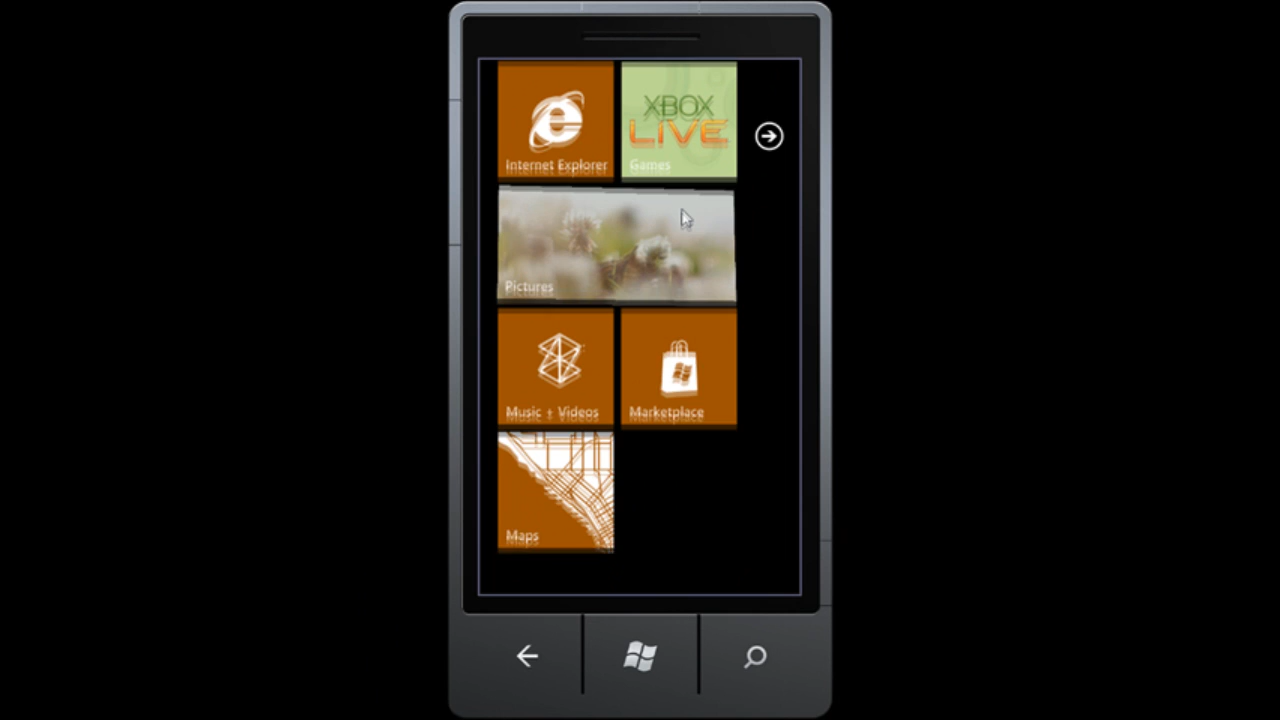 Internet Explorer
XBOX
LIVE
Games
Pictures
Music + Videos
Marketplace
Maps